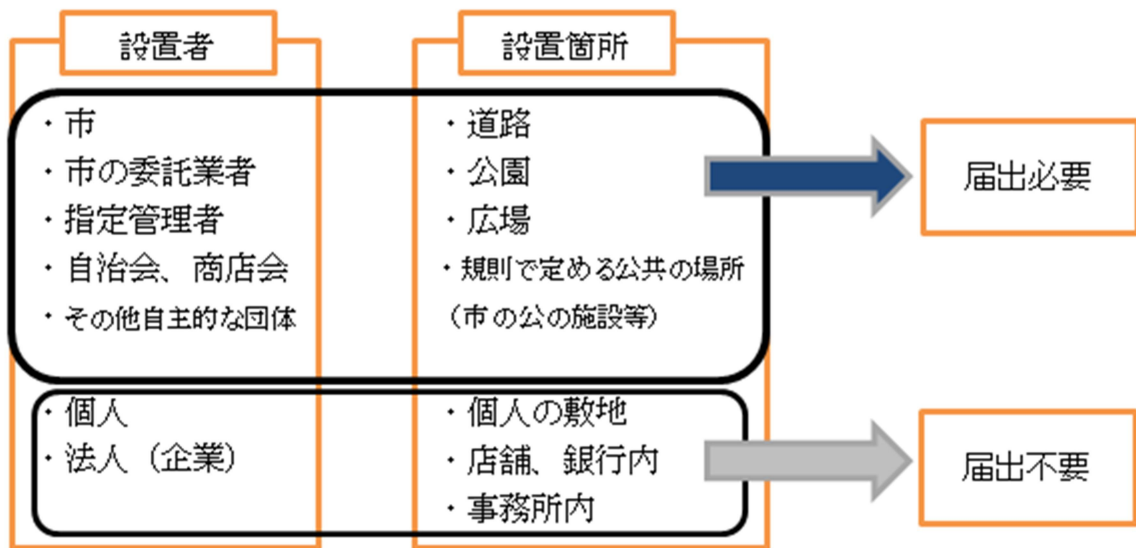 設置者
設置箇所
・市
・市の委託業者
・指定管理者
・自治会、商店会
・その他自主的な団体
・道路
・公園
・広場
・規則で定める公共の場所
（市の公の施設等）
届出必要
・個人
・法人（企業）
・個人の敷地
・店舗、銀行内
・事務所内
届出不要